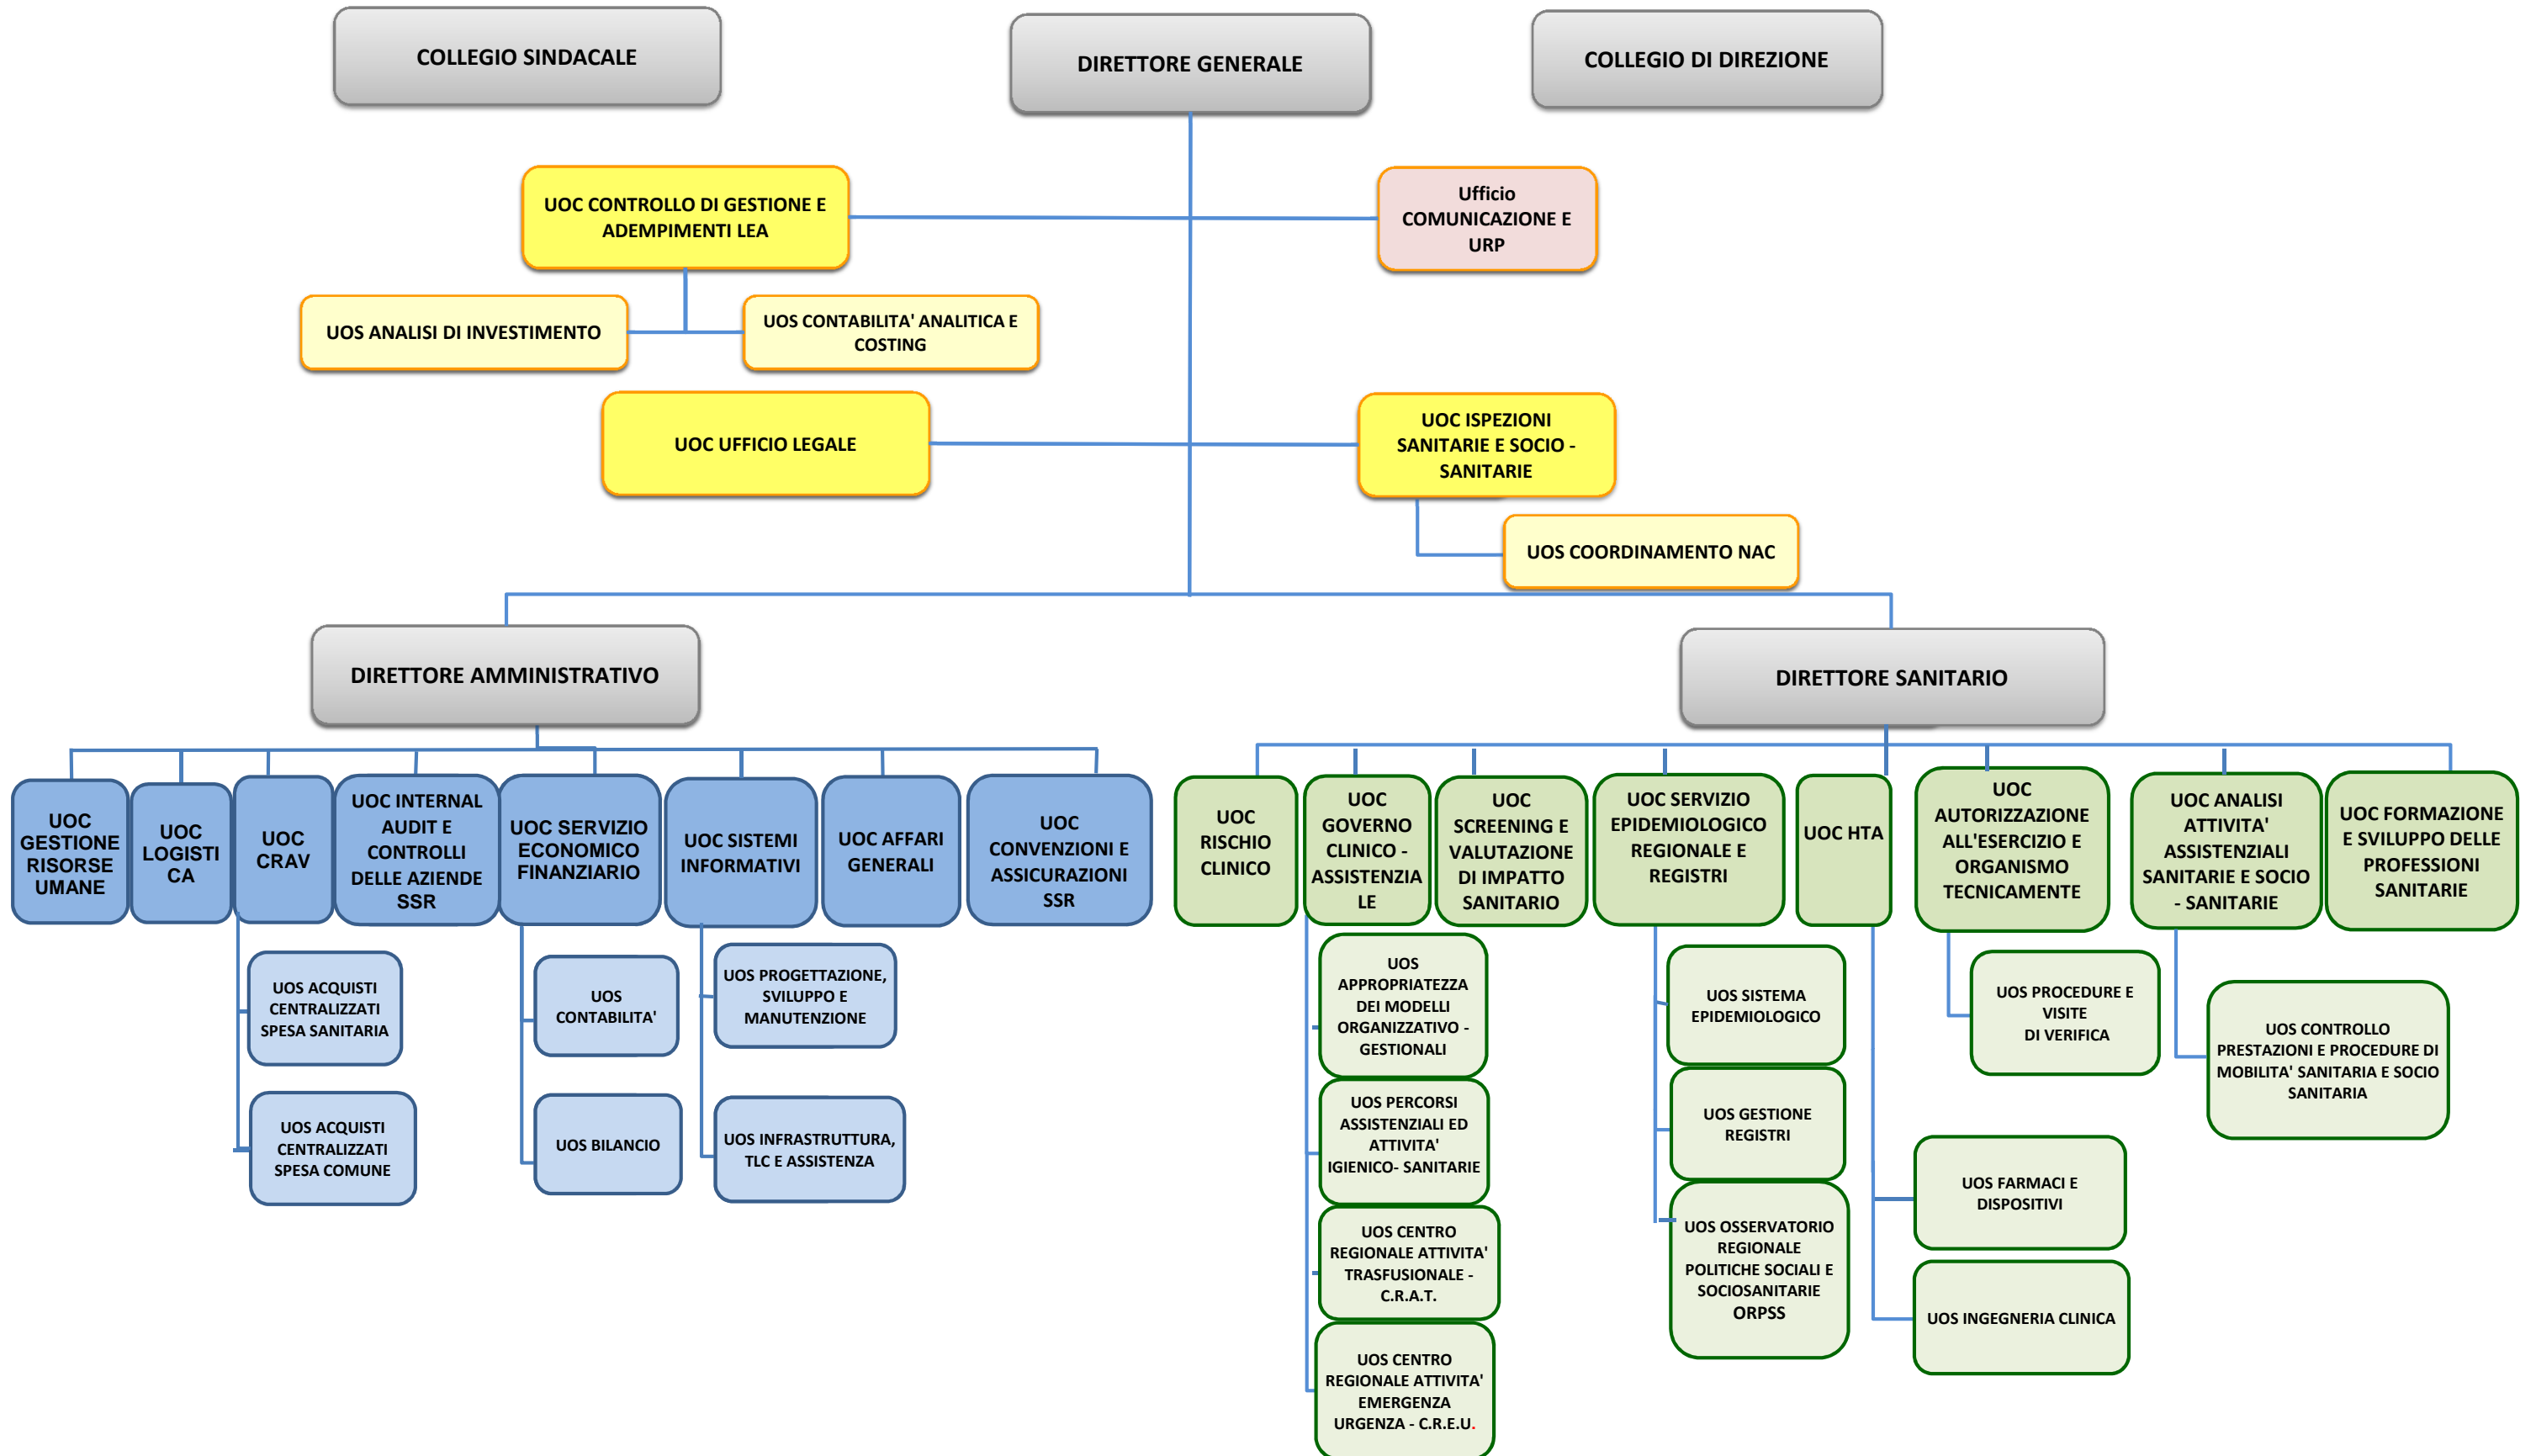 COLLEGIO SINDACALE
DIRETTORE GENERALE
COLLEGIO DI DIREZIONE
UOC CONTROLLO DI GESTIONE E
ADEMPIMENTI LEA
Ufficio
COMUNICAZIONE E
URP
UOS ANALISI DI INVESTIMENTO
UOS CONTABILITA' ANALITICA E
COSTING
UOC UFFICIO LEGALE
UOC ISPEZIONI
SANITARIE E SOCIO -
SANITARIE
UOS COORDINAMENTO NAC
DIRETTORE AMMINISTRATIVO
DIRETTORE SANITARIO
UOC
GESTIONE
RISORSE
UMANE
UOC
LOGISTI
CA
UOC
CRAV
UOC INTERNAL
AUDIT E
CONTROLLI
DELLE AZIENDE
SSR
UOC SERVIZIO
ECONOMICO
FINANZIARIO
UOC SISTEMI
INFORMATIVI
UOC AFFARI
GENERALI
UOC
CONVENZIONI E
ASSICURAZIONI
SSR
UOC
RISCHIO
CLINICO
UOC
GOVERNO
CLINICO -
ASSISTENZIA
LE
UOC
SCREENING E
VALUTAZIONE
DI IMPATTO
SANITARIO
UOC SERVIZIO
EPIDEMIOLOGICO
REGIONALE E
REGISTRI
UOC HTA
UOC
AUTORIZZAZIONE
ALL'ESERCIZIO E
ORGANISMO
TECNICAMENTE
UOC ANALISI
ATTIVITA'
ASSISTENZIALI
SANITARIE E SOCIO
- SANITARIE
UOC FORMAZIONE
E SVILUPPO DELLE
PROFESSIONI
SANITARIE
UOS ACQUISTI
CENTRALIZZATI
SPESA SANITARIA
UOS ACQUISTI
CENTRALIZZATI
SPESA COMUNE
UOS
CONTABILITA'
UOS BILANCIO
UOS PROGETTAZIONE,
SVILUPPO E
MANUTENZIONE
UOS INFRASTRUTTURA,
TLC E ASSISTENZA
UOS
APPROPRIATEZZA
DEI MODELLI
ORGANIZZATIVO -
GESTIONALI
UOS PERCORSI
ASSISTENZIALI ED
ATTIVITA'
IGIENICO- SANITARIE
UOS CENTRO
REGIONALE ATTIVITA'
TRASFUSIONALE -
C.R.A.T.
UOS CENTRO
REGIONALE ATTIVITA'
EMERGENZA
URGENZA - C.R.E.U.
UOS SISTEMA
EPIDEMIOLOGICO
UOS GESTIONE
REGISTRI
UOS OSSERVATORIO
REGIONALE
POLITICHE SOCIALI E
SOCIOSANITARIE
ORPSS
UOS PROCEDURE E
VISITE
DI VERIFICA
UOS FARMACI E
DISPOSITIVI
UOS INGEGNERIA CLINICA
UOS CONTROLLO
PRESTAZIONI E PROCEDURE DI
MOBILITA' SANITARIA E SOCIO
SANITARIA